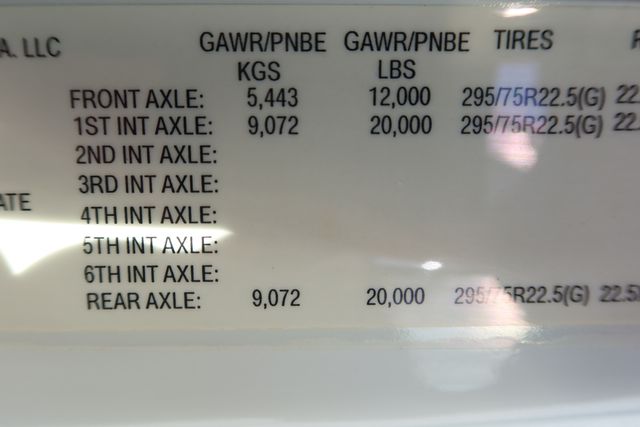 A. LLC GAWR/PNBE GAWR/PNBE TIRES
KGS LBS
FRONT AXLE: 5,443 12,000 295/75R22.5(G) 22.
1ST INT AXLE: 9,072 20,000 295/75R22.5(G) 22.
2ND INT AXLE:
3RD INT AXLE:
ATE 4TH INT AXLE:
5TH INT AXLE:
6TH INT AXLE:
REAR AXLE: 9,072 20,000 295/75R22.5(G) 22.5